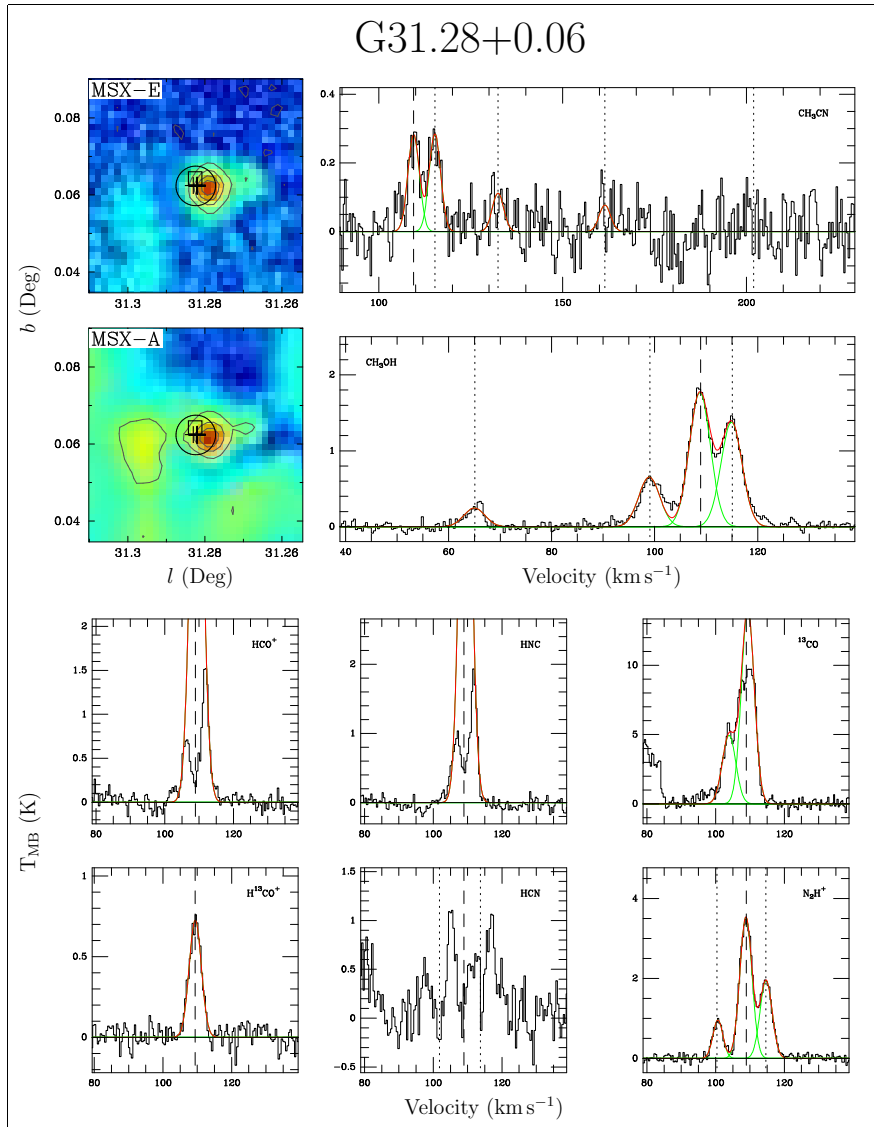 G31.28+0.06
MSX-E
0.08
0.06
0.04
31.3 31.28 31.26
CH₃CN
0.4
0.2
0
100 150 200
b (Deg)
MSX-A
0.08
0.06
0.04
31.3 31.28 31.26
l (Deg)
CH₃OH
2
1
0
40 60 80 100 120
Velocity (km s⁻¹)
HCO⁺
2
1.5
1
0.5
0
80 100 120
HNC
2
1
0
80 100 120
¹³CO
10
5
0
80 100 120
T_MB (K)
H¹³CO⁺
1
0.5
0
80 100 120
HCN
1.5
1
0.5
0
−0.5
80 100 120
N₂H⁺
4
2
0
80 100 120
Velocity (km s⁻¹)